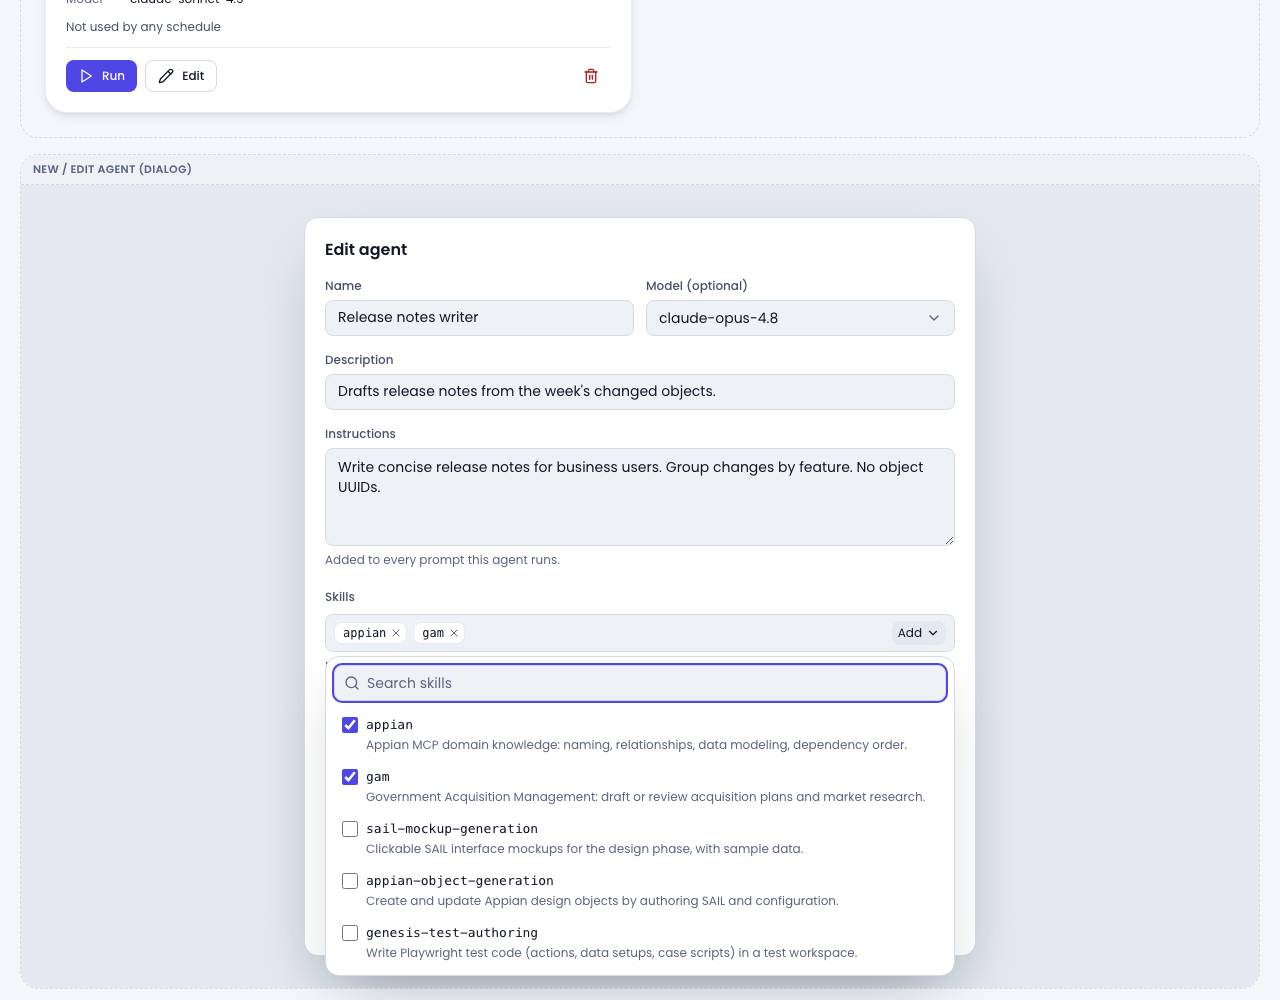 Model claude-sonnet-4.5
Not used by any schedule
Run Edit
NEW / EDIT AGENT (DIALOG)
Edit agent
Name Model (optional)
Release notes writer claude-opus-4.8
Description
Drafts release notes from the week's changed objects.
Instructions
Write concise release notes for business users. Group changes by feature. No object
UUIDs.
Added to every prompt this agent runs.
Skills
appian gam Add
Search skills
appian
Appian MCP domain knowledge: naming, relationships, data modeling, dependency order.
gam
Government Acquisition Management: draft or review acquisition plans and market research.
sail-mockup-generation
Clickable SAIL interface mockups for the design phase, with sample data.
appian-object-generation
Create and update Appian design objects by authoring SAIL and configuration.
genesis-test-authoring
Write Playwright test code (actions, data setups, case scripts) in a test workspace.